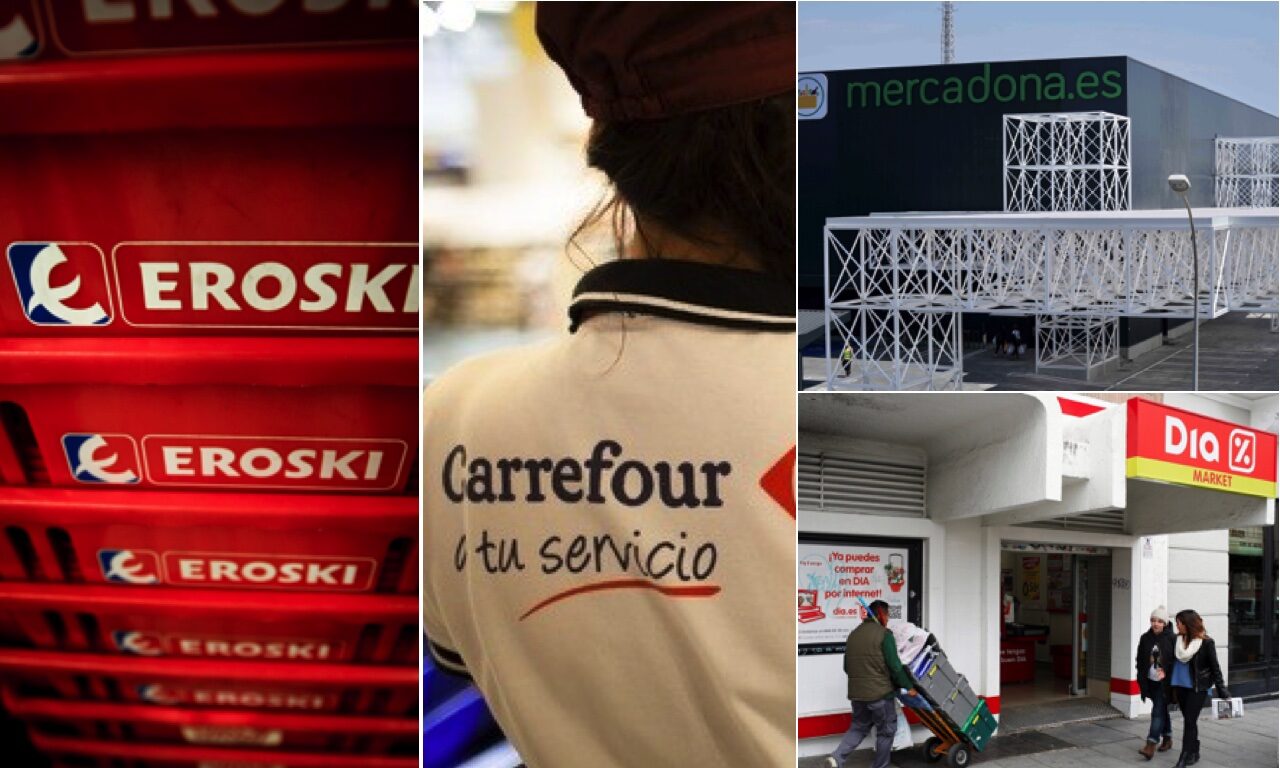 EROSKI
EROSKI
EROSKI
EROSKI
EROSKI
EROSKI
Carrefour
a tu servicio
mercadona.es
Dia %
MARKET
¡Ya puedes
comprar
en DIA
por internet!
dia.es